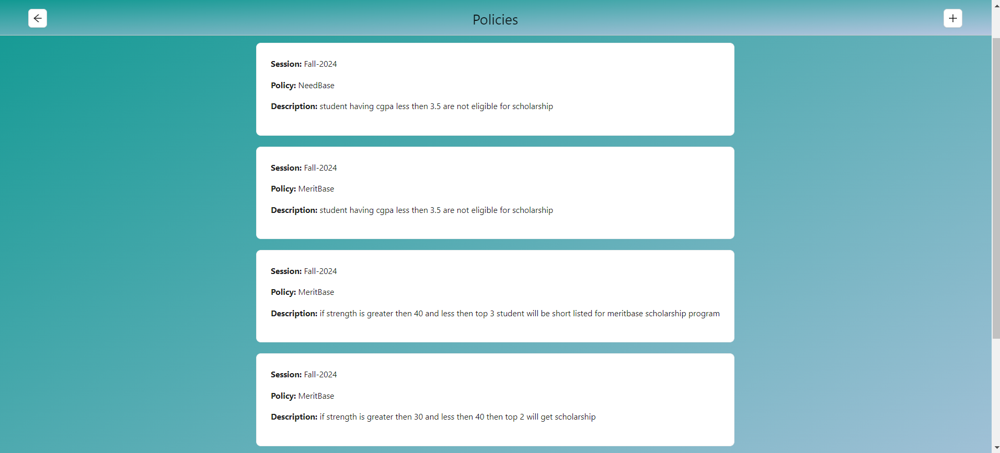 Policies
Session: Fall-2024
Policy: NeedBase
Description: student having cgpa less then 3.5 are not eligible for scholarship
Session: Fall-2024
Policy: MeritBase
Description: student having cgpa less then 3.5 are not eligible for scholarship
Session: Fall-2024
Policy: MeritBase
Description: if strength is greater then 40 and less then top 3 student will be short listed for meritbase scholarship program
Session: Fall-2024
Policy: MeritBase
Description: if strength is greater then 30 and less then 40 then top 2 will get scholarship